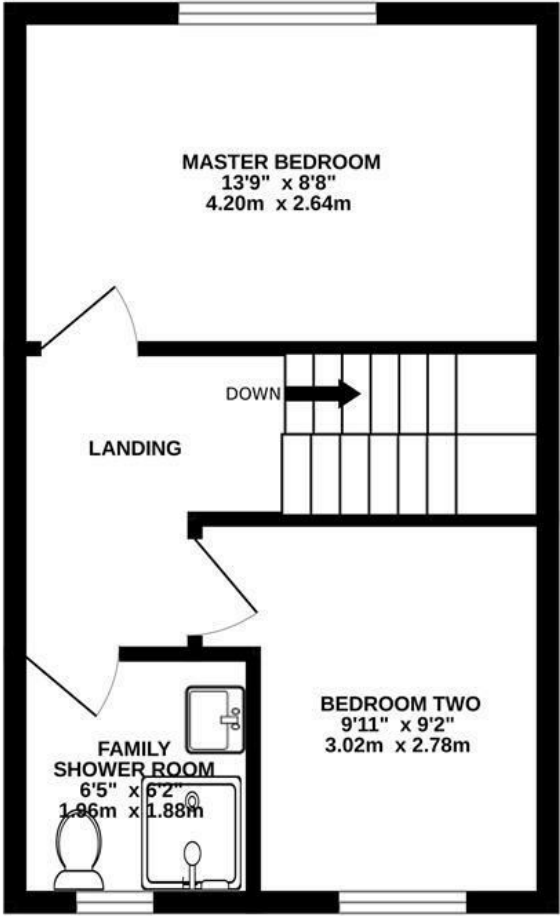 MASTER BEDROOM
13'9" x 8'8"
4.20m x 2.64m
DOWN
LANDING
BEDROOM TWO
9'11" x 9'2"
3.02m x 2.78m
FAMILY
SHOWER ROOM
6'5" x 6'2"
1.96m x 1.88m